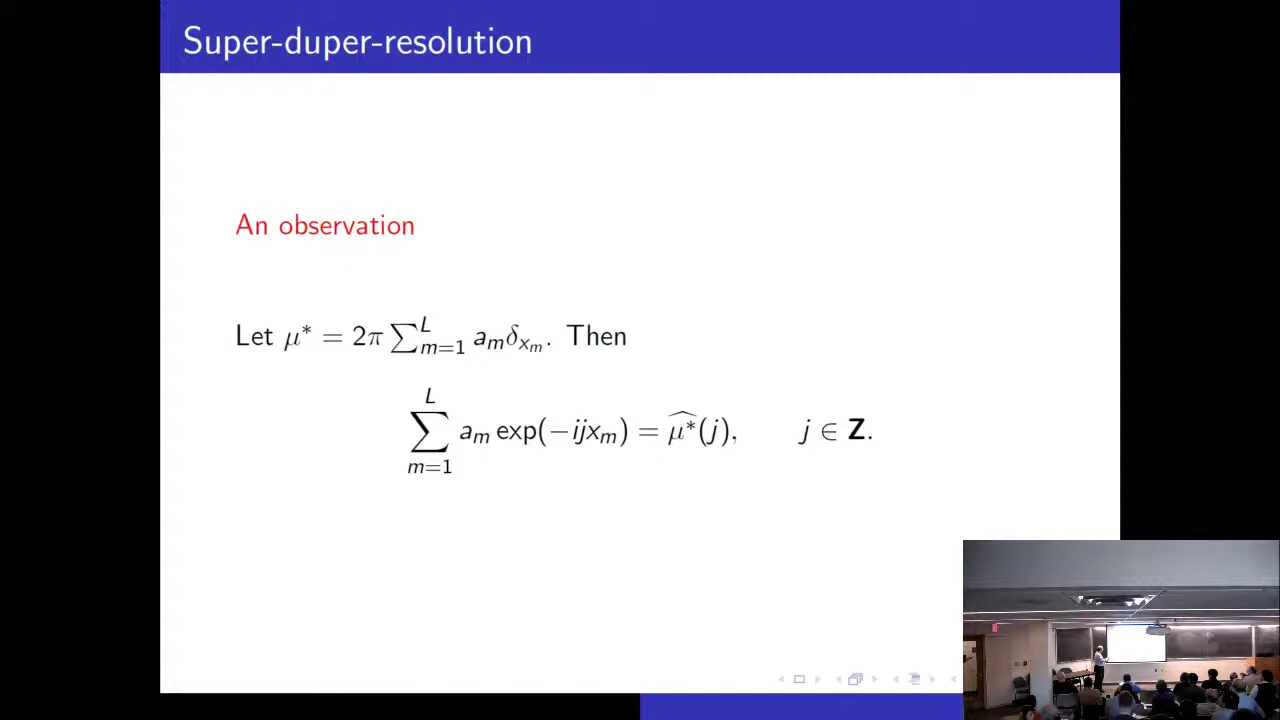 Super-duper-resolution
An observation
Let μ* = 2π ∑_{m=1}^{L} a_m δ_{x_m}. Then
∑_{m=1}^{L} a_m exp(−ijx_m) = \widehat{μ*}(j), j ∈ Z.